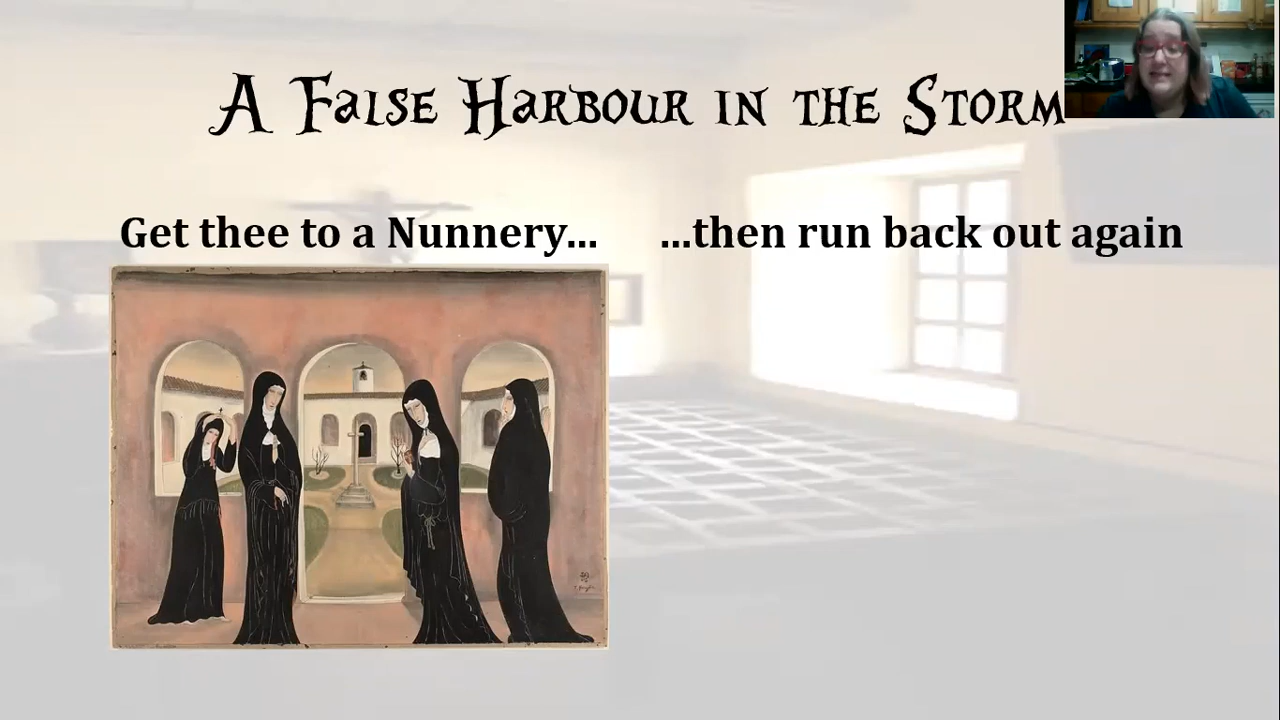 A False Harbour in the Storm
Get thee to a Nunnery...
...then run back out again